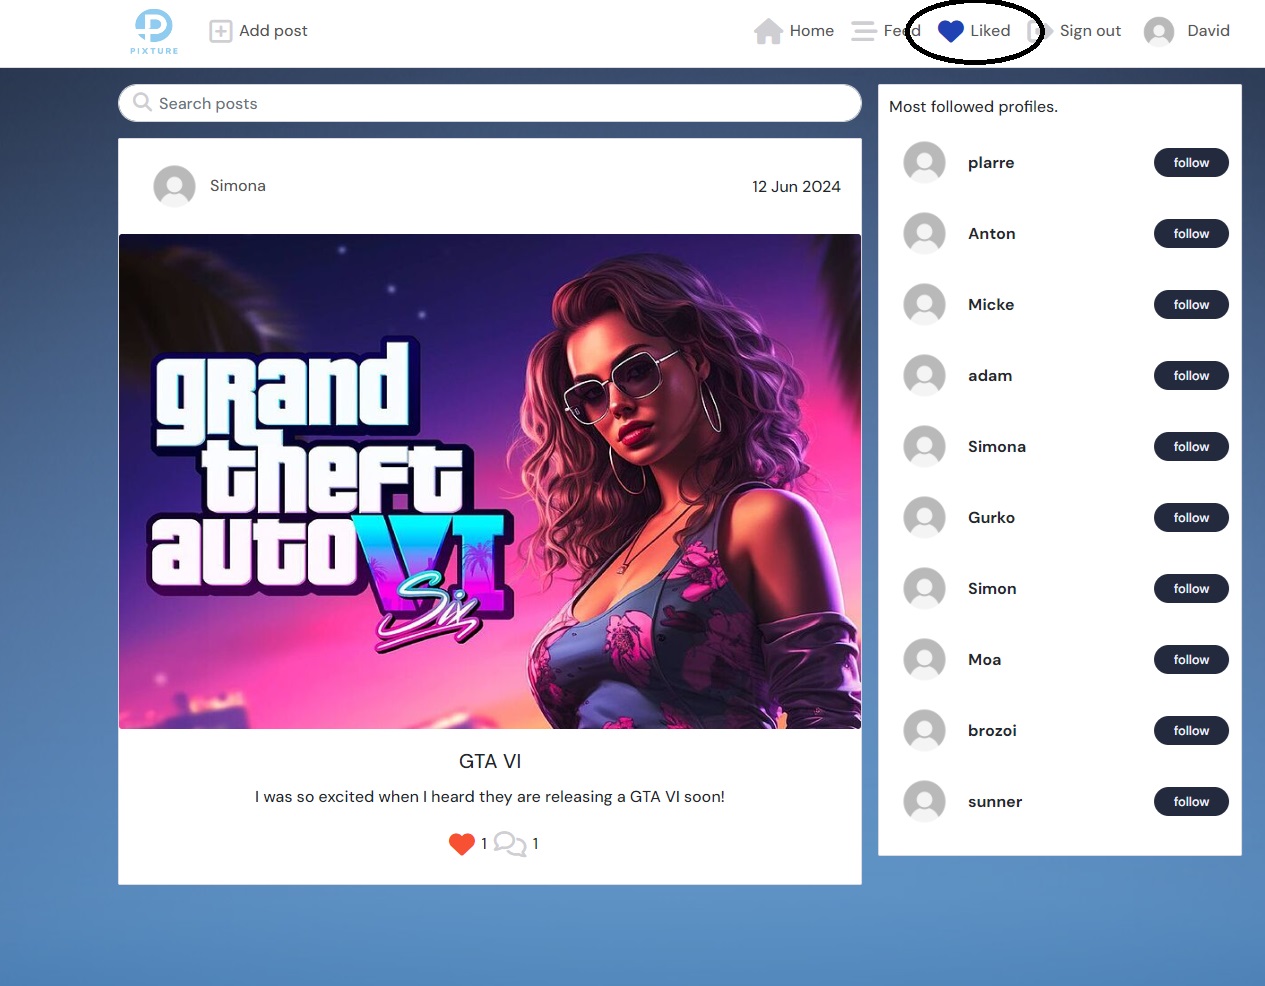 PIXTURE
Add post
Home
Feed
Liked
Sign out
David
Search posts
Simona
12 Jun 2024
grand
theft
auto VI
Six
GTA VI
I was so excited when I heard they are releasing a GTA VI soon!
1
1
Most followed profiles.
plarre follow
Anton follow
Micke follow
adam follow
Simona follow
Gurko follow
Simon follow
Moa follow
brozoi follow
sunner follow